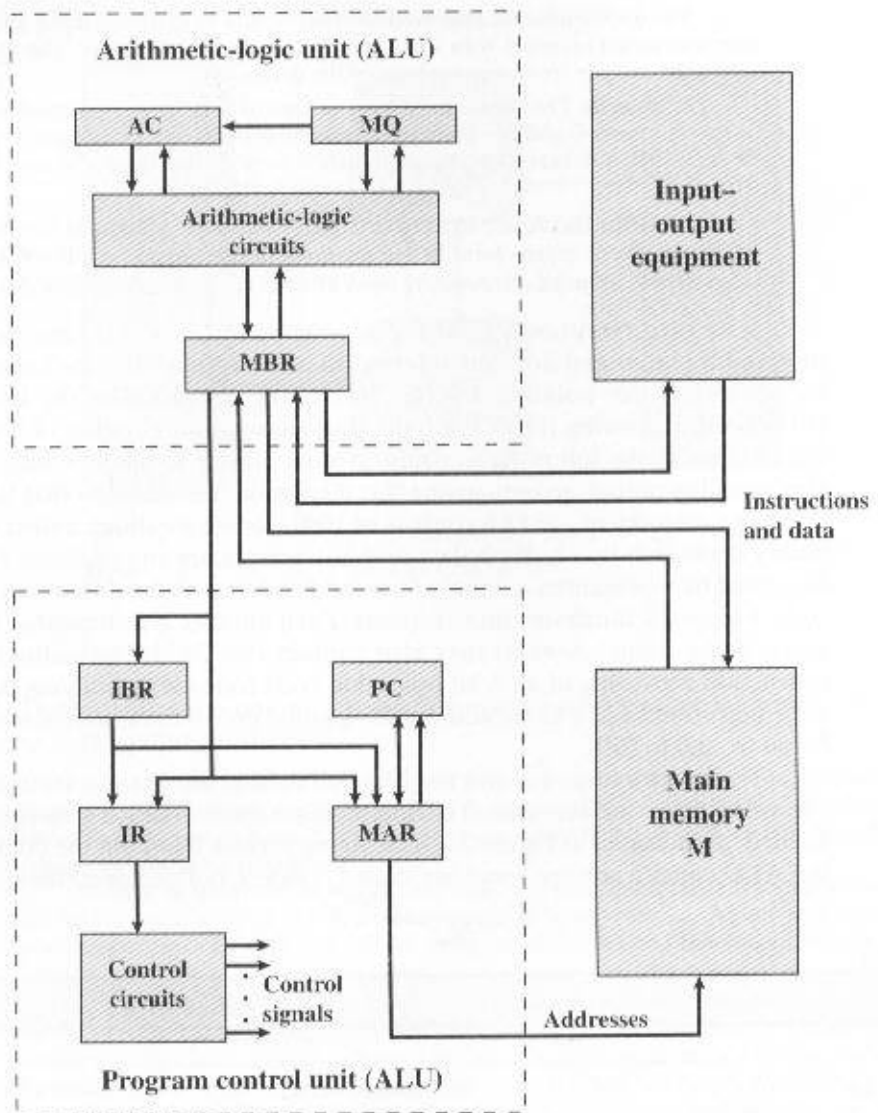 Arithmetic-logic unit (ALU)
AC
MQ
Arithmetic-logic
circuits
MBR
Input–
output
equipment
Instructions
and data
IBR
PC
IR
MAR
Main
memory
M
Control
circuits
Control
signals
Addresses
Program control unit (ALU)